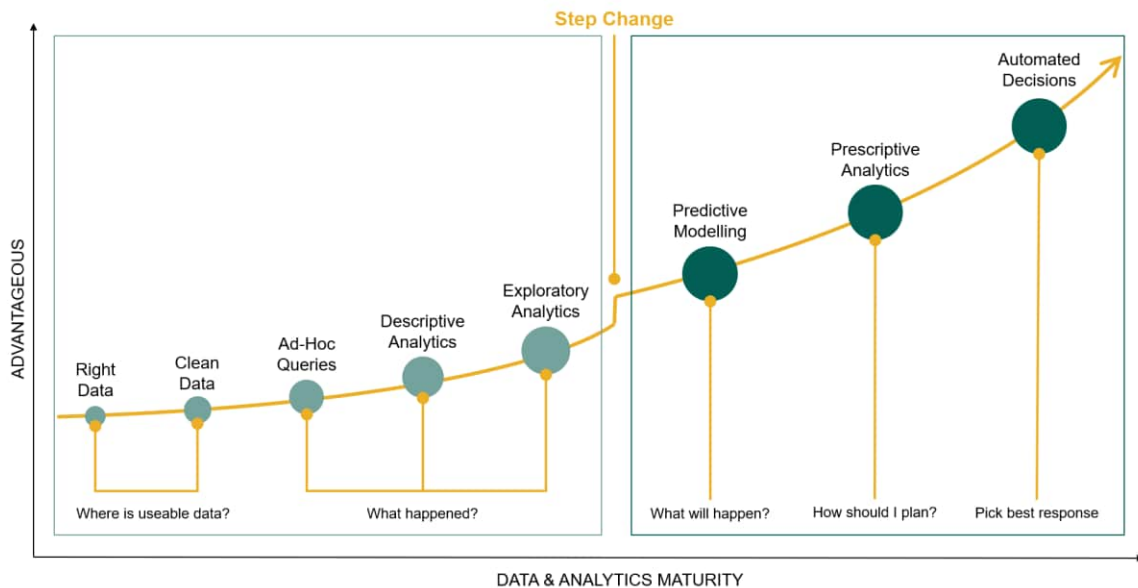 Step Change
Automated
Decisions
Prescriptive
Analytics
Predictive
Modelling
Exploratory
Analytics
Descriptive
Analytics
Ad-Hoc
Queries
Clean
Data
Right
Data
ADVANTAGEOUS
Where is useable data?
What happened?
What will happen?
How should I plan?
Pick best response
DATA & ANALYTICS MATURITY